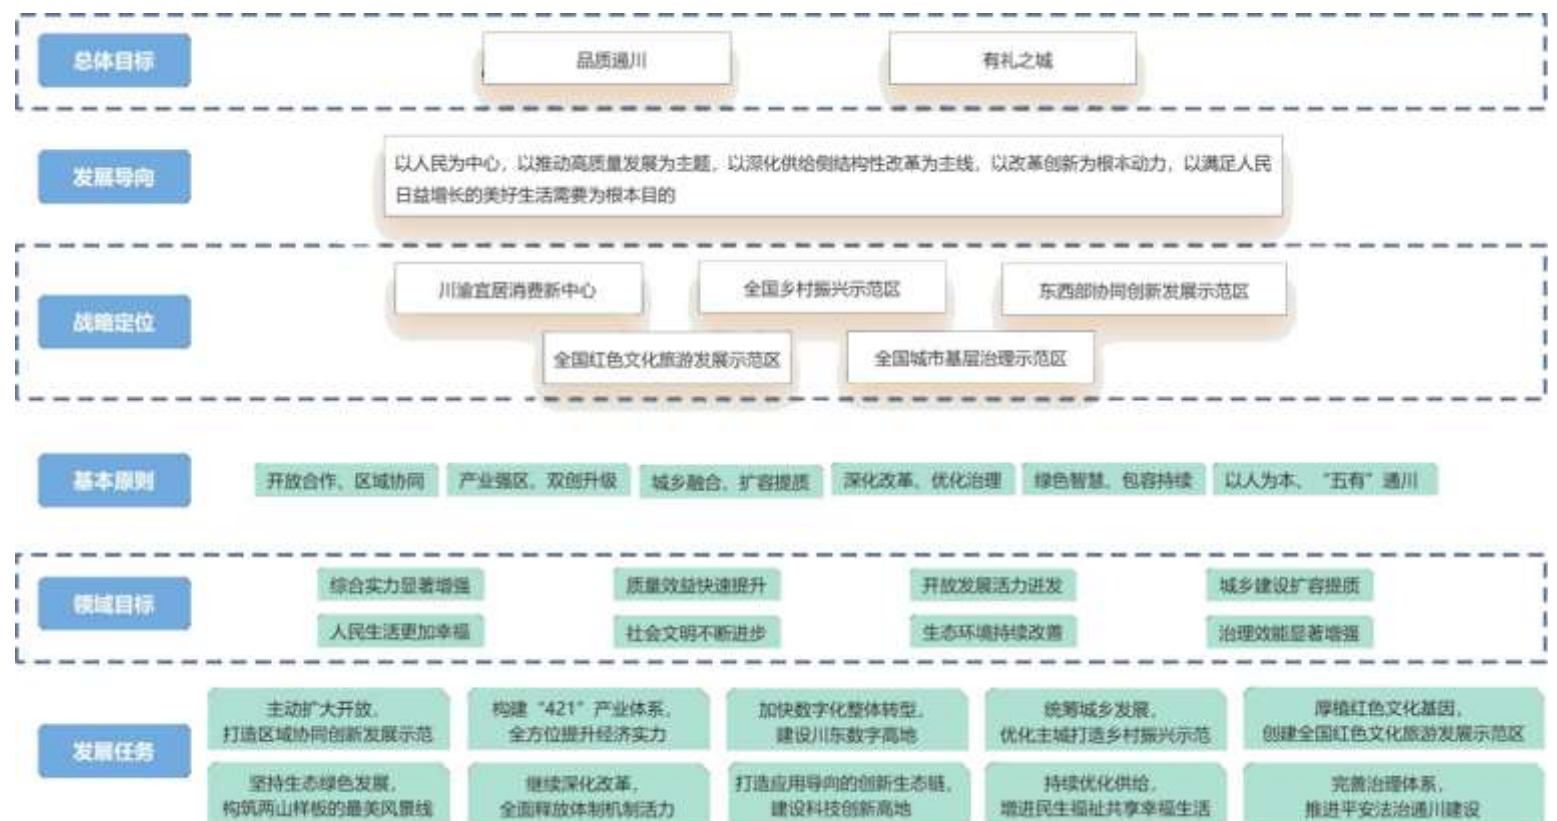 总体目标
品质通川
有礼之城
发展导向
以人民为中心，以推动高质量发展为主题，以深化供给侧结构性改革为主线，以改革创新为根本动力，以满足人民
日益增长的美好生活需要为根本目的
战略定位
川渝宜居消费新中心
全国乡村振兴示范区
东西部协同创新发展示范区
全国红色文化旅游发展示范区
全国城市基层治理示范区
基本原则
开放合作、区域协同
产业强区、双创升级
城乡融合、扩容提质
深化改革、优化治理
绿色智慧、包容持续
以人为本、“五有”通川
领域目标
综合实力显著增强
质量效益快速提升
开放发展活力迸发
城乡建设扩容提质
人民生活更加幸福
社会文明不断进步
生态环境持续改善
治理效能显著增强
发展任务
主动扩大开放，
打造区域协同创新发展示范
构建“421”产业体系，
全方位提升经济实力
加快数字化整体转型，
建设川东数字高地
统筹城乡发展，
优化主城打造乡村振兴示范
厚植红色文化基因，
创建全国红色文化旅游发展示范区
坚持生态绿色发展，
构筑两山样板的最美风景线
继续深化改革，
全面释放体制机制活力
打造应用导向的创新生态链，
建设科技创新高地
持续优化供给，
增进民生福祉共享幸福生活
完善治理体系，
推进平安法治通川建设